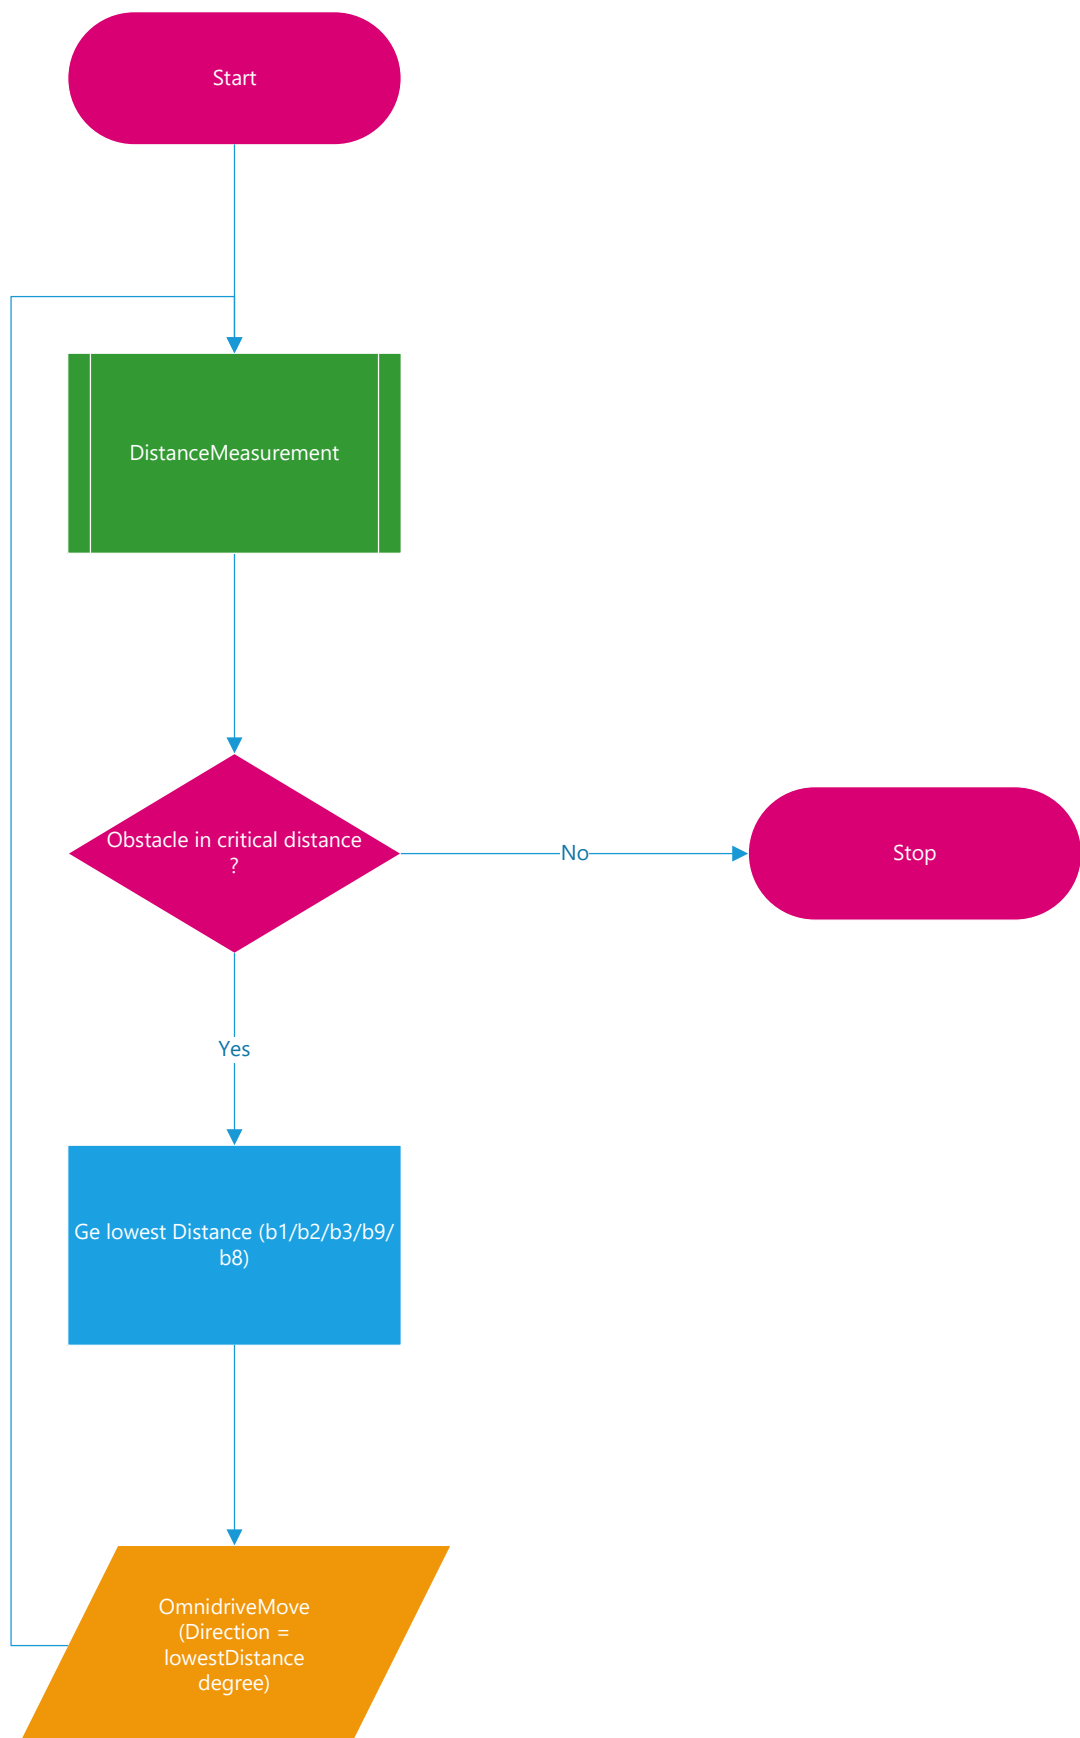 Start
DistanceMeasurement
Obstacle in critical distance
?
No
Stop
Yes
Ge lowest Distance (b1/b2/b3/b9/
b8)
OmnidriveMove
(Direction =
lowestDistance
degree)